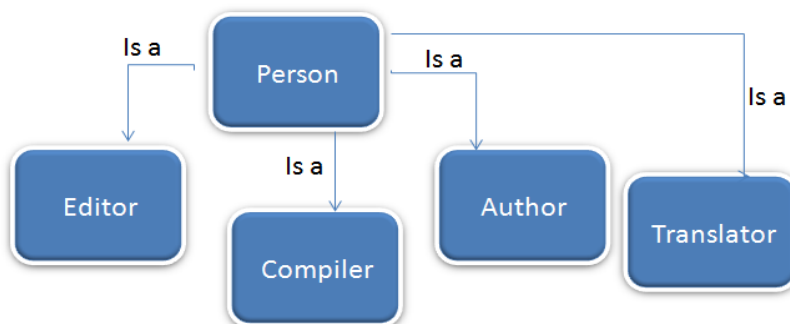 Is a
Person
Is a
Is a
Is a
Editor
Author
Translator
Compiler